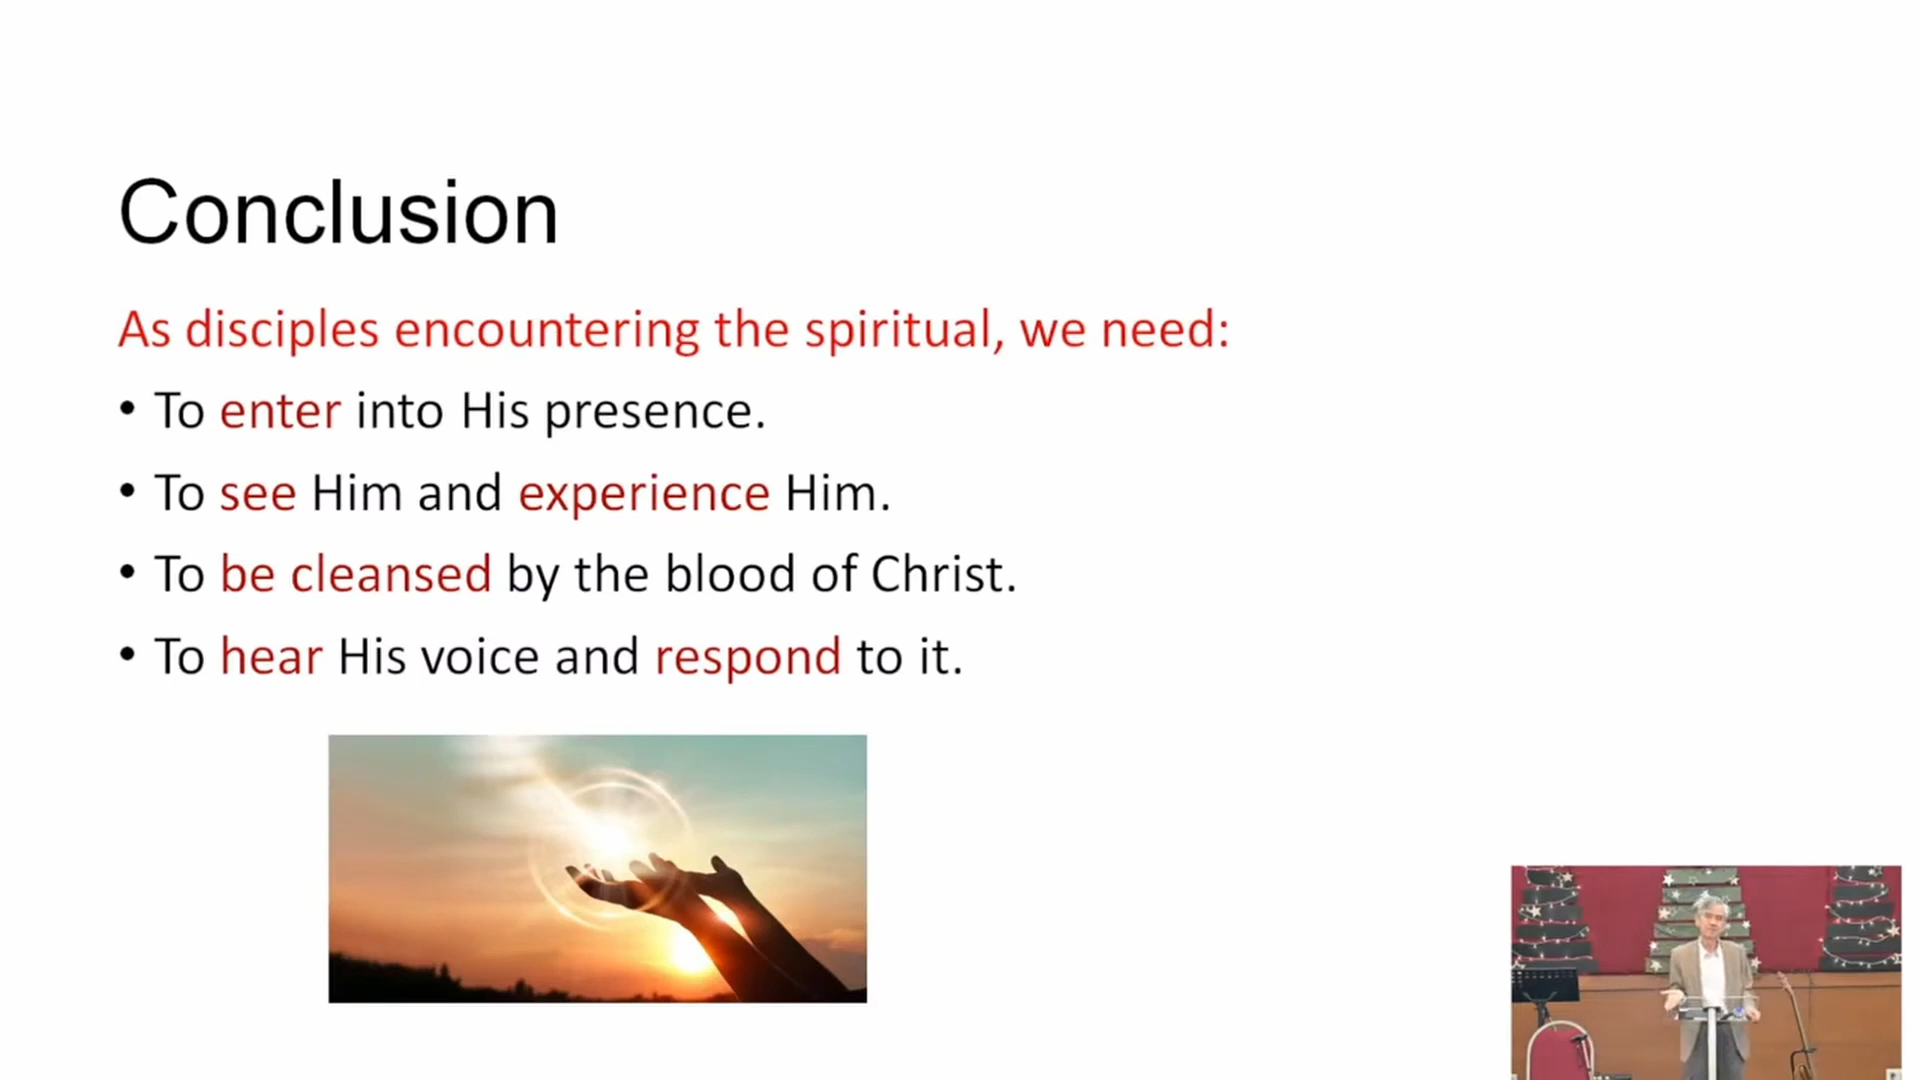 Conclusion
As disciples encountering the spiritual, we need:
• To enter into His presence.
• To see Him and experience Him.
• To be cleansed by the blood of Christ.
• To hear His voice and respond to it.